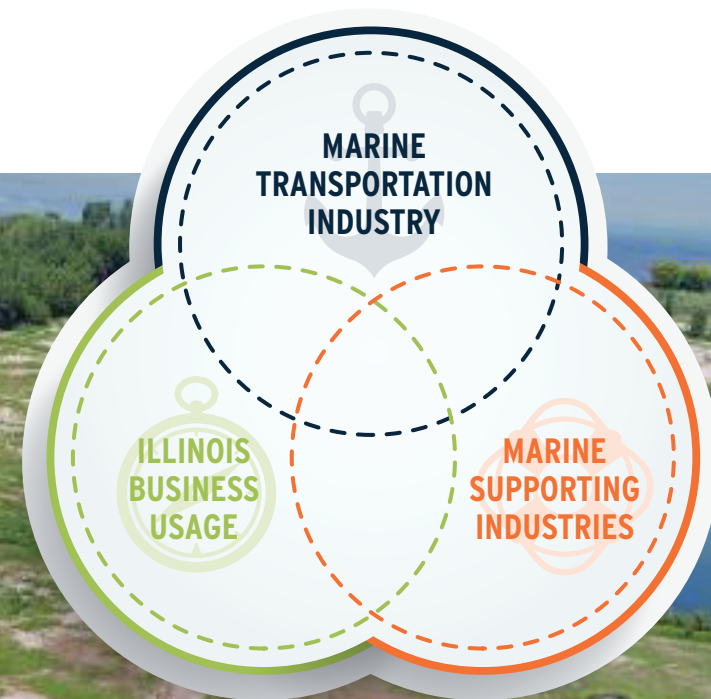 MARINE
TRANSPORTATION
INDUSTRY
ILLINOIS
BUSINESS
USAGE
MARINE
SUPPORTING
INDUSTRIES